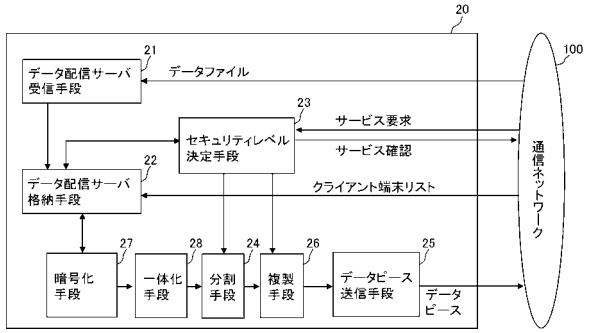 20
21
データ配信サーバ
受信手段
データファイル
100
23
セキュリティレベル
決定手段
サービス要求
サービス確認
22
データ配信サーバ
格納手段
クライアント端末リスト
通信ネットワーク
27
暗号化
手段
28
一体化
手段
24
分割
手段
26
複製
手段
25
データピース
送信手段
データ
ピース